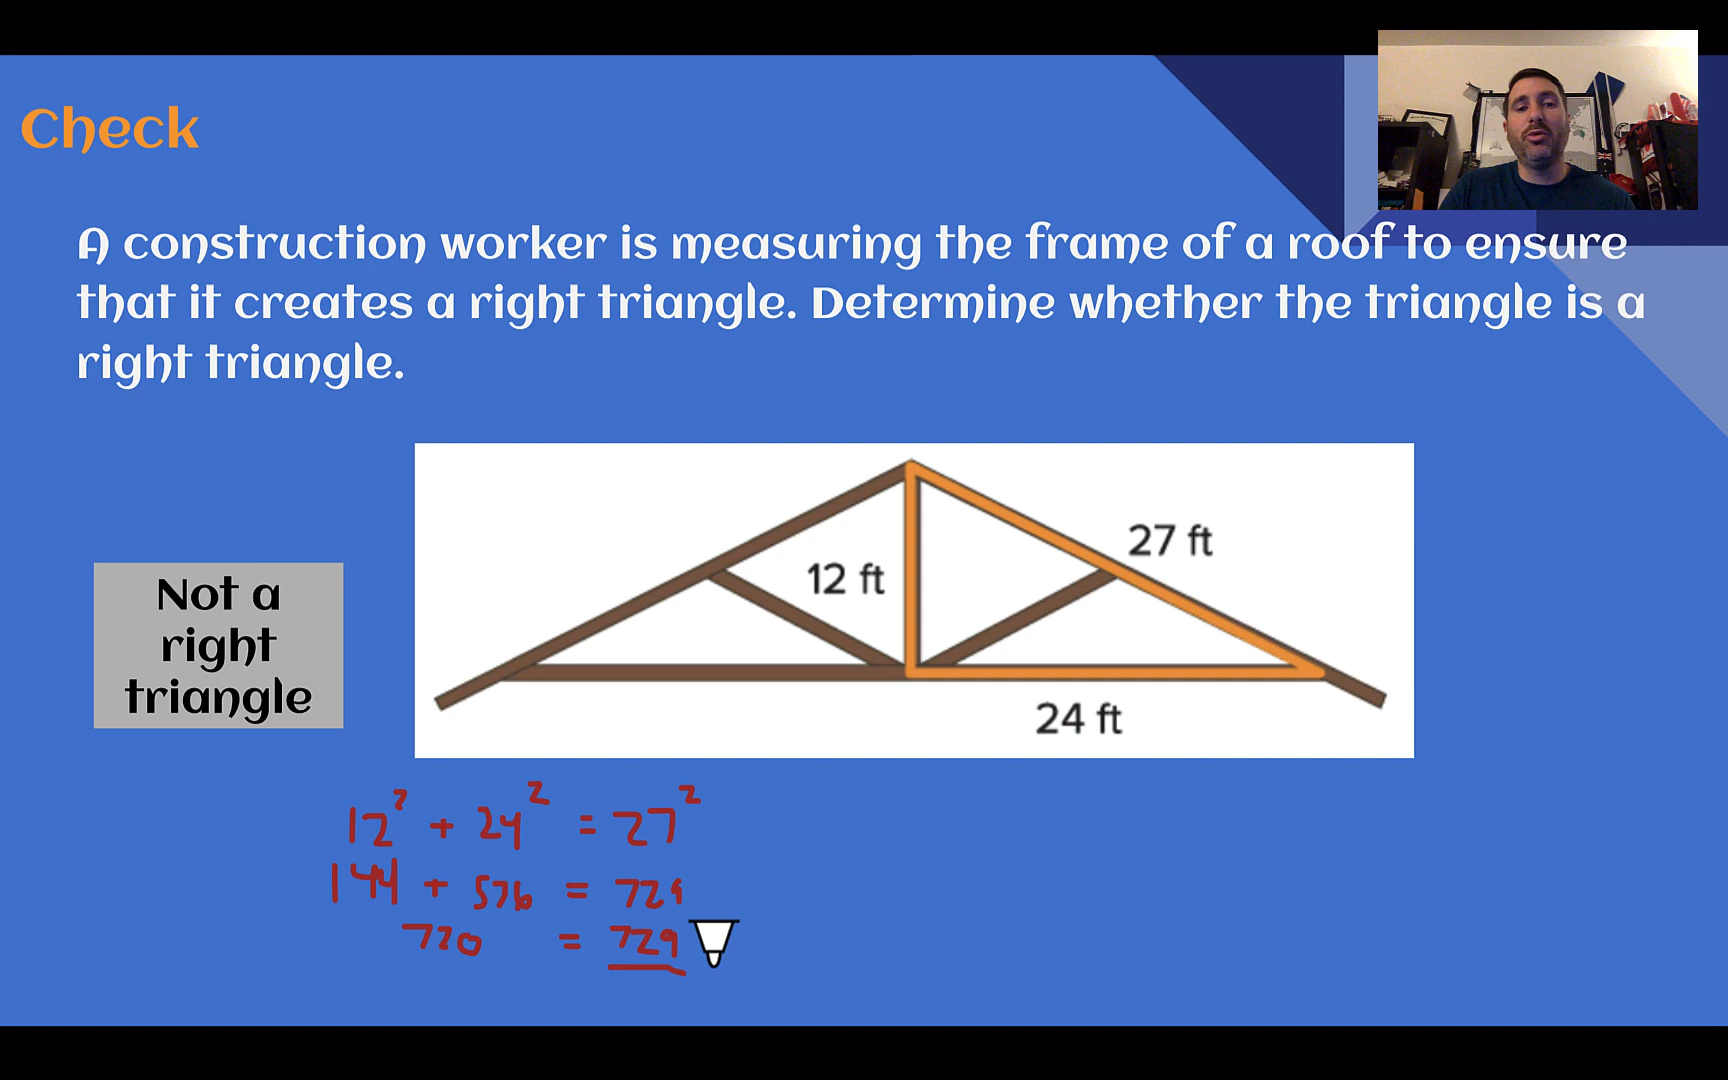 Check
A construction worker is measuring the frame of a roof to ensure
that it creates a right triangle. Determine whether the triangle is a
right triangle.
27 ft
12 ft
Not a
right
triangle
24 ft
12² + 24² = 27²
144 + 576 = 729
720 = 729